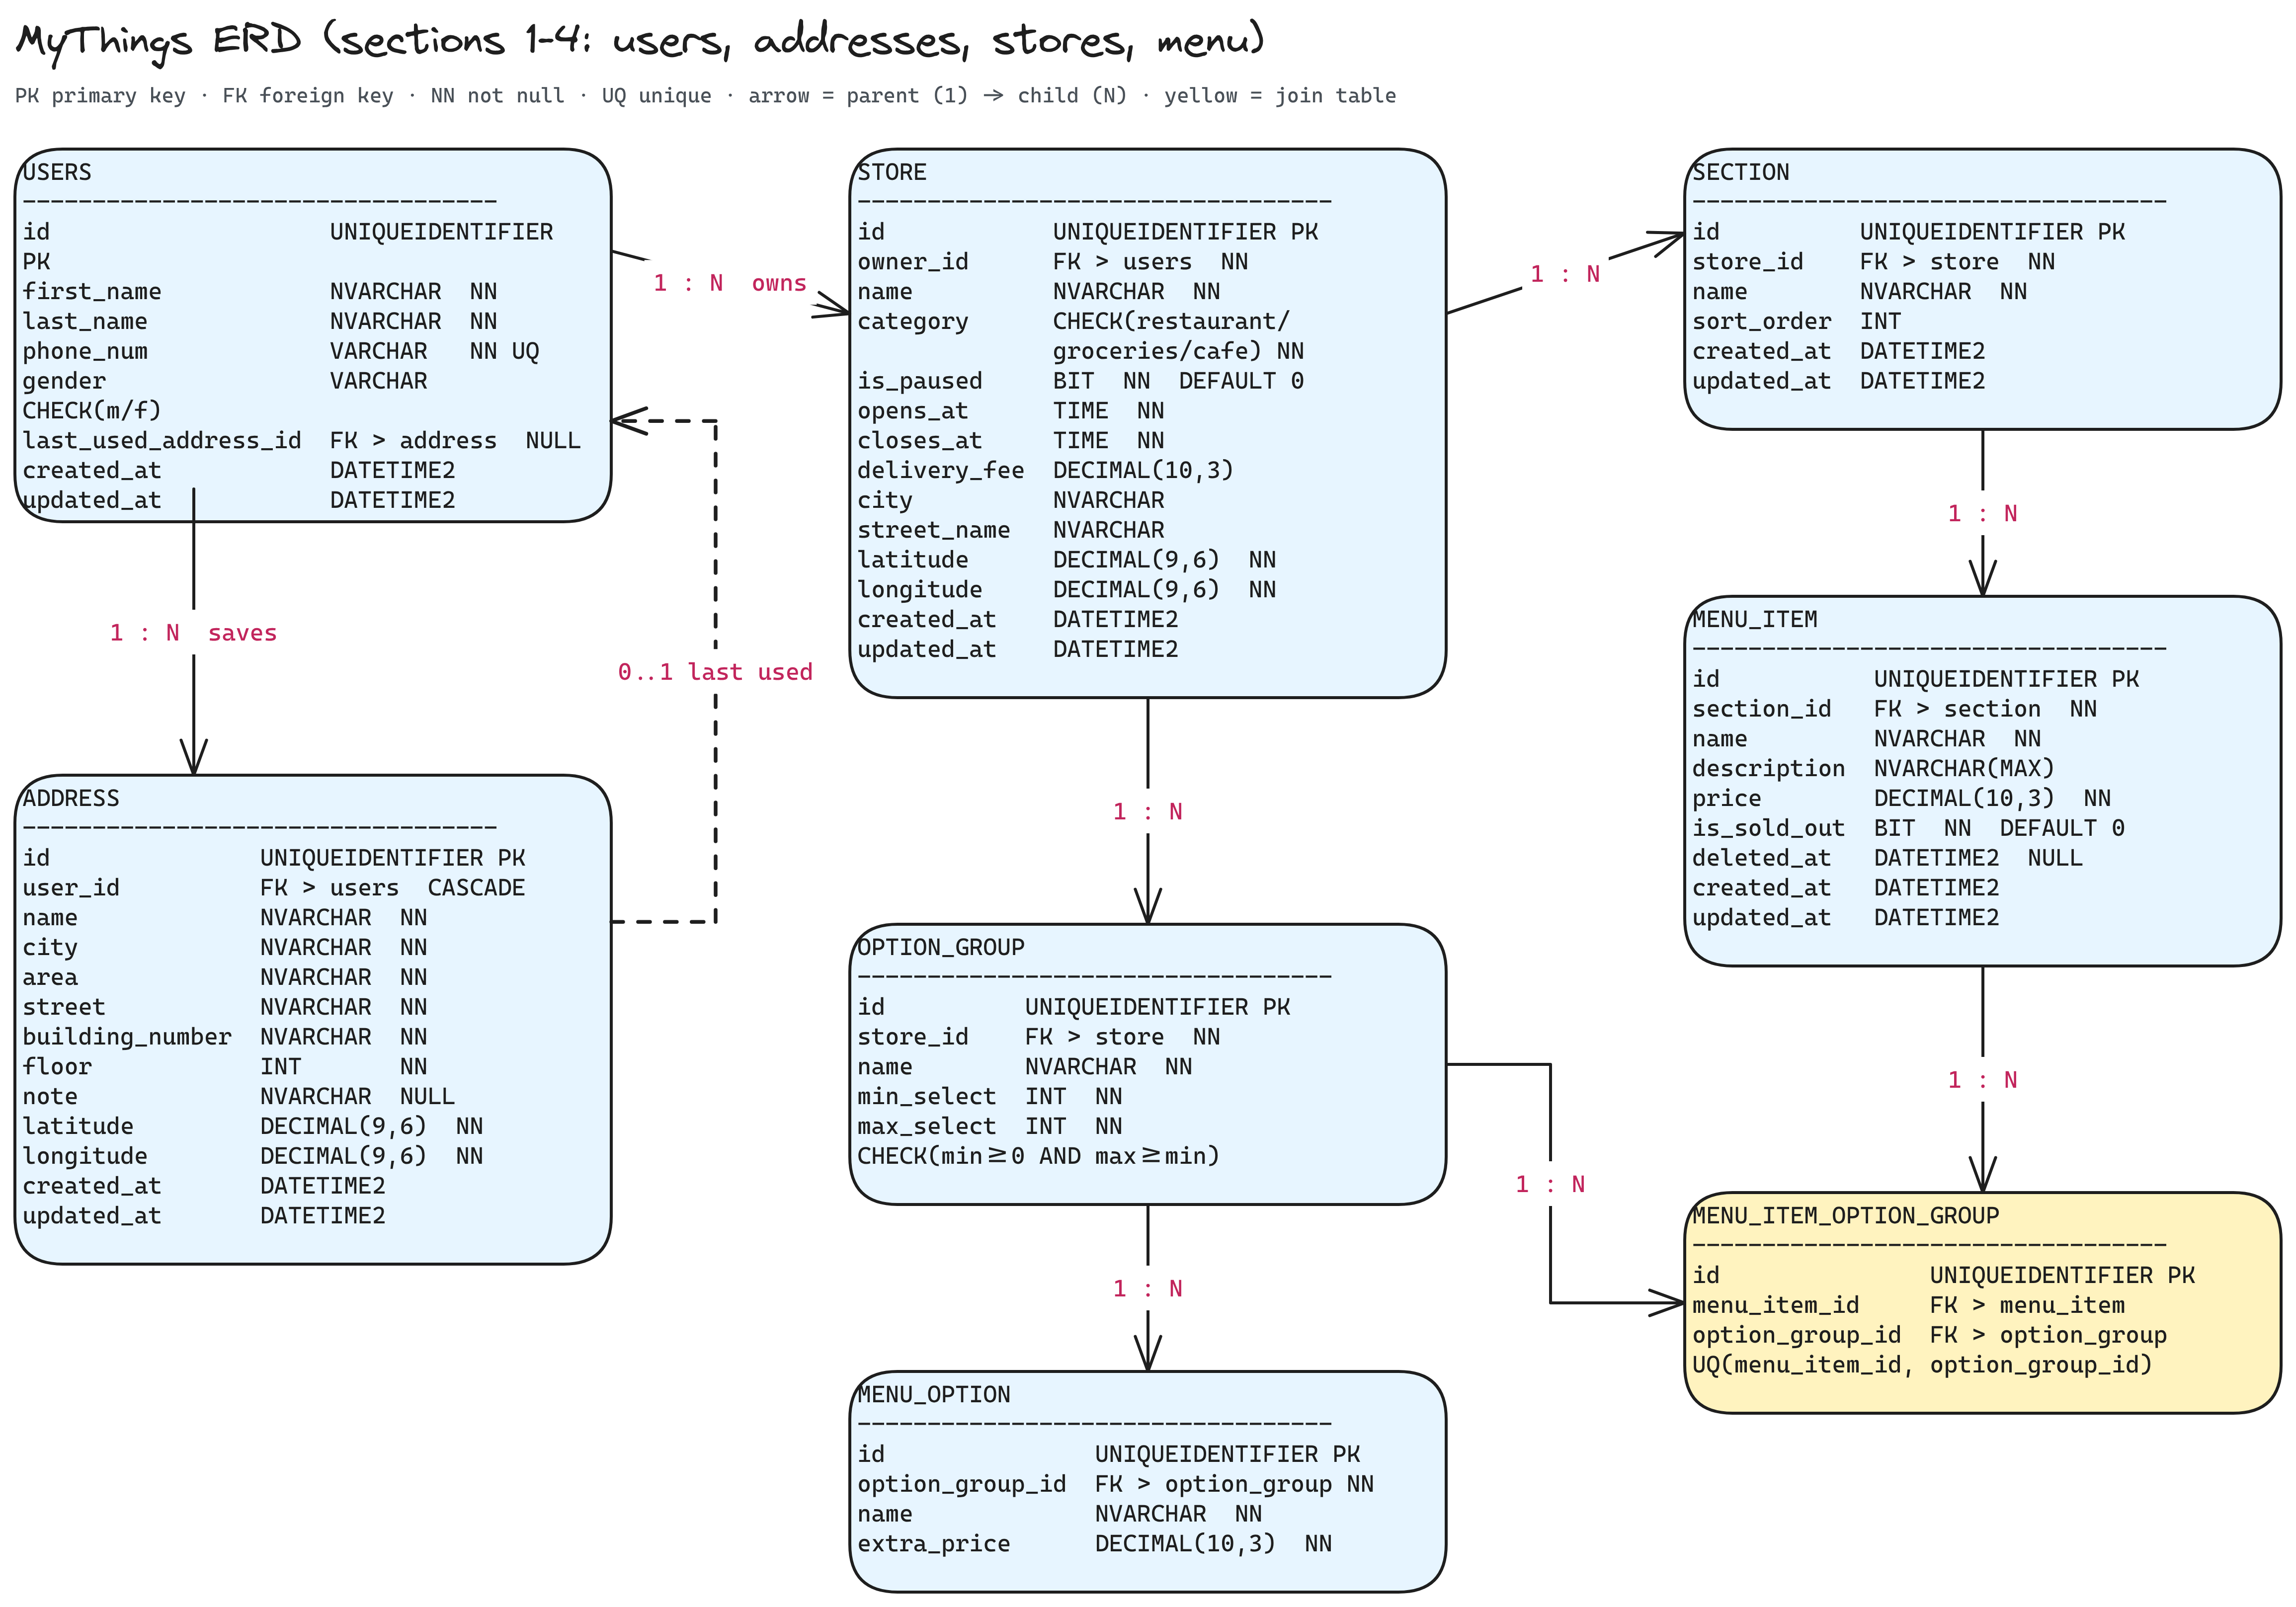 MyThings ERD (sections 1-4: users, addresses, stores, menu)
PK primary key · FK foreign key · NN not null · UQ unique · arrow = parent (1) → child (N) · yellow = join table
USERS
----------------------------------
id UNIQUEIDENTIFIER
PK
first_name NVARCHAR NN
last_name NVARCHAR NN
phone_num VARCHAR NN UQ
gender VARCHAR
CHECK(m/f)
last_used_address_id FK > address NULL
created_at DATETIME2
updated_at DATETIME2
1 : N owns
STORE
----------------------------------
id UNIQUEIDENTIFIER PK
owner_id FK > users NN
name NVARCHAR NN
category CHECK(restaurant/
groceries/cafe) NN
is_paused BIT NN DEFAULT 0
opens_at TIME NN
closes_at TIME NN
delivery_fee DECIMAL(10,3)
city NVARCHAR
street_name NVARCHAR
latitude DECIMAL(9,6) NN
longitude DECIMAL(9,6) NN
created_at DATETIME2
updated_at DATETIME2
1 : N
SECTION
----------------------------------
id UNIQUEIDENTIFIER PK
store_id FK > store NN
name NVARCHAR NN
sort_order INT
created_at DATETIME2
updated_at DATETIME2
1 : N
1 : N saves
0..1 last used
MENU_ITEM
----------------------------------
id UNIQUEIDENTIFIER PK
section_id FK > section NN
name NVARCHAR NN
description NVARCHAR(MAX)
price DECIMAL(10,3) NN
is_sold_out BIT NN DEFAULT 0
deleted_at DATETIME2 NULL
created_at DATETIME2
updated_at DATETIME2
ADDRESS
----------------------------------
id UNIQUEIDENTIFIER PK
user_id FK > users CASCADE
name NVARCHAR NN
city NVARCHAR NN
area NVARCHAR NN
street NVARCHAR NN
building_number NVARCHAR NN
floor INT NN
note NVARCHAR NULL
latitude DECIMAL(9,6) NN
longitude DECIMAL(9,6) NN
created_at DATETIME2
updated_at DATETIME2
1 : N
OPTION_GROUP
----------------------------------
id UNIQUEIDENTIFIER PK
store_id FK > store NN
name NVARCHAR NN
min_select INT NN
max_select INT NN
CHECK(min≥0 AND max≥min)
1 : N
1 : N
MENU_ITEM_OPTION_GROUP
----------------------------------
id UNIQUEIDENTIFIER PK
menu_item_id FK > menu_item
option_group_id FK > option_group
UQ(menu_item_id, option_group_id)
1 : N
MENU_OPTION
----------------------------------
id UNIQUEIDENTIFIER PK
option_group_id FK > option_group NN
name NVARCHAR NN
extra_price DECIMAL(10,3) NN